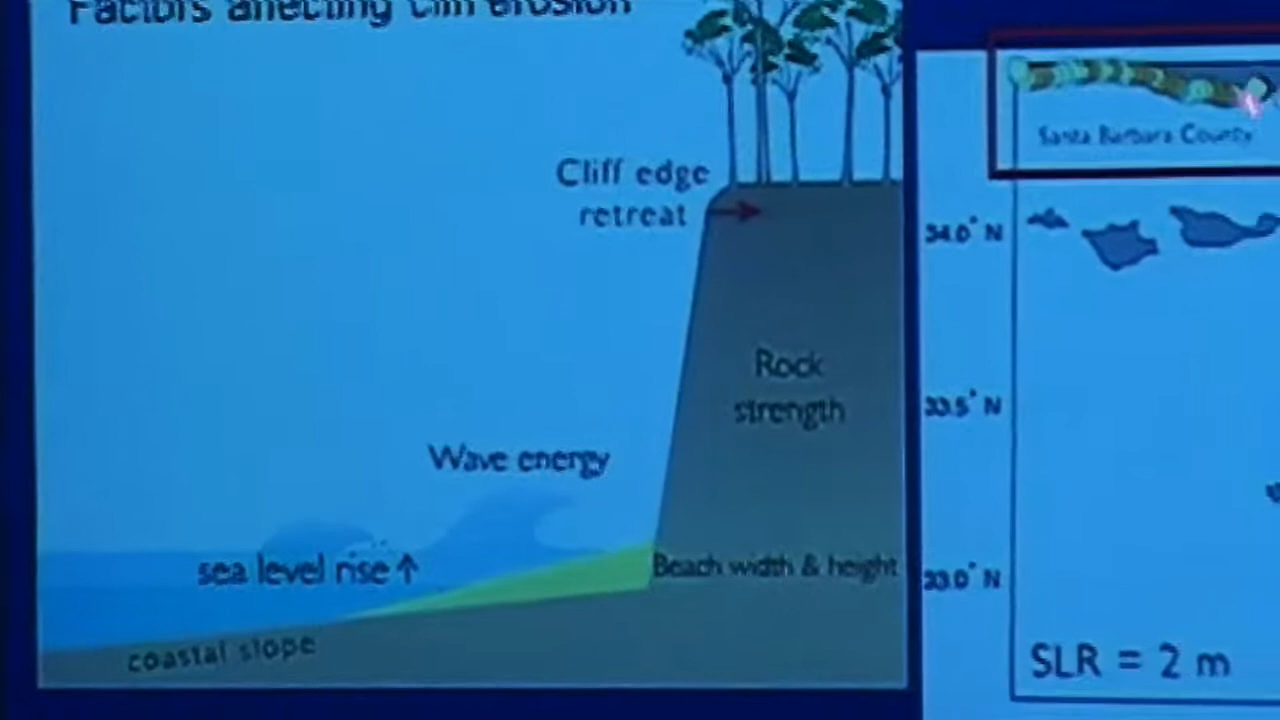 Factors affecting cliff erosion
Cliff edge
retreat
Rock
strength
Wave energy
sea level rise ↑
Beach width & height
coastal slope
Santa Barbara County
34.0° N
33.5° N
33.0° N
SLR = 2 m